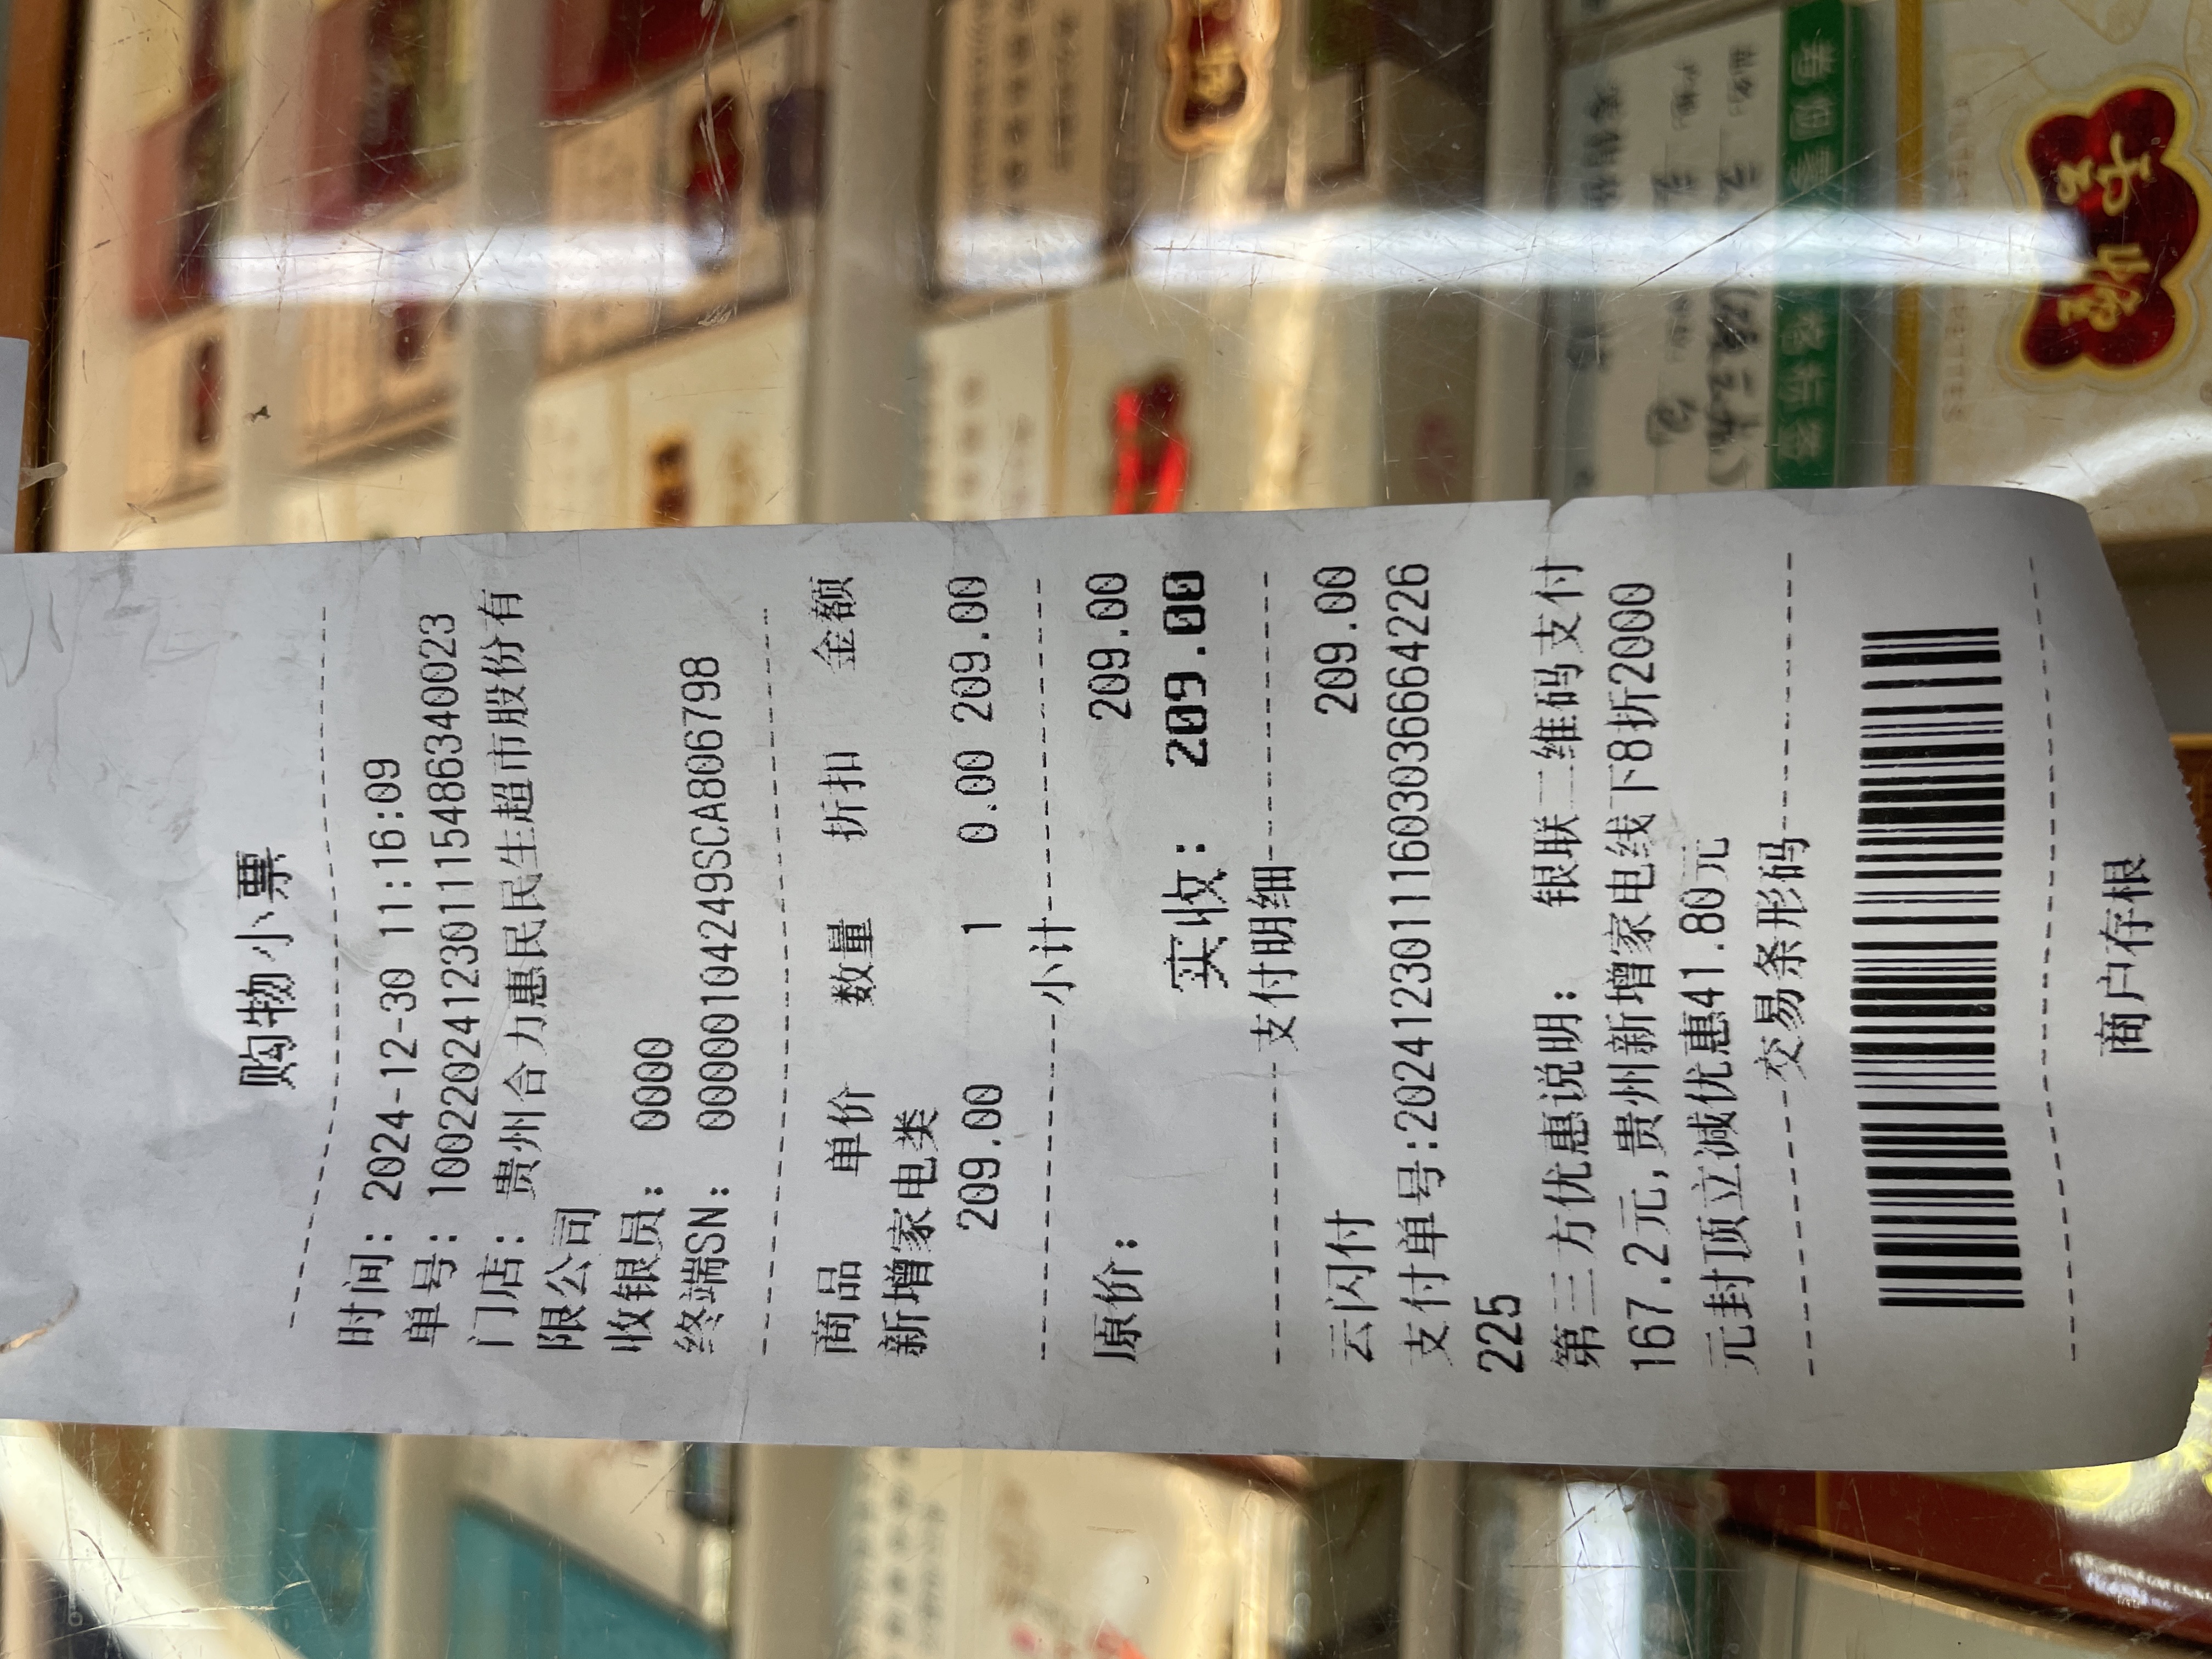 购物小票
时间: 2024-12-30 11:16:09
单号: 10022024123011154863400​23
门店: 贵州合力惠民民生超市股份有
限公司
收银员: 0000
终端SN: 00000104249SCA806798
商品 单价 数量 折扣 金额
新增家电类
209.00 1 0.00 209.00
小计
原价: 209.00
实收: 209.00
支付明细
云闪付 209.00
支付单号:20241230111603036664226
225
第三方优惠说明: 银联二维码支付
167.2元,贵州新增家电线下8折2000
元封顶立减优惠41.80元
交易条形码
商户存根